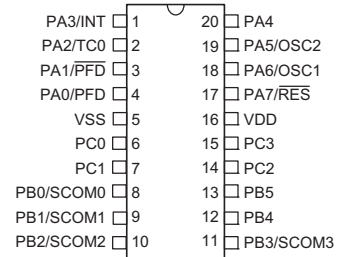 PA3/INT 1 20 PA4
PA2/TC0 2 19 PA5/OSC2
PA1/PFD 3 18 PA6/OSC1
PA0/PFD 4 17 PA7/RES
VSS 5 16 VDD
PC0 6 15 PC3
PC1 7 14 PC2
PB0/SCOM0 8 13 PB5
PB1/SCOM1 9 12 PB4
PB2/SCOM2 10 11 PB3/SCOM3